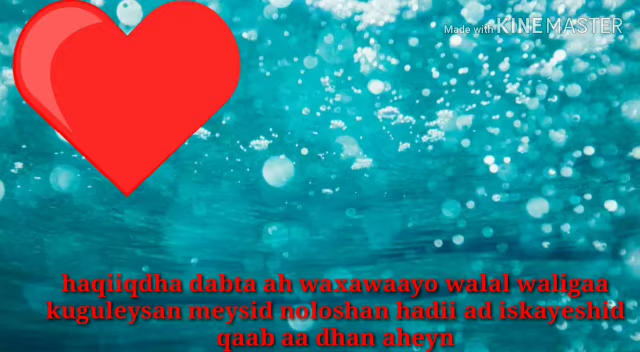 Made with KINEMASTER
haqiiqdha dabta ah waxawaayo walal waligaa
kuguleysan meysid noloshan hadii ad iskayeshid
qaab aa dhan aheyn